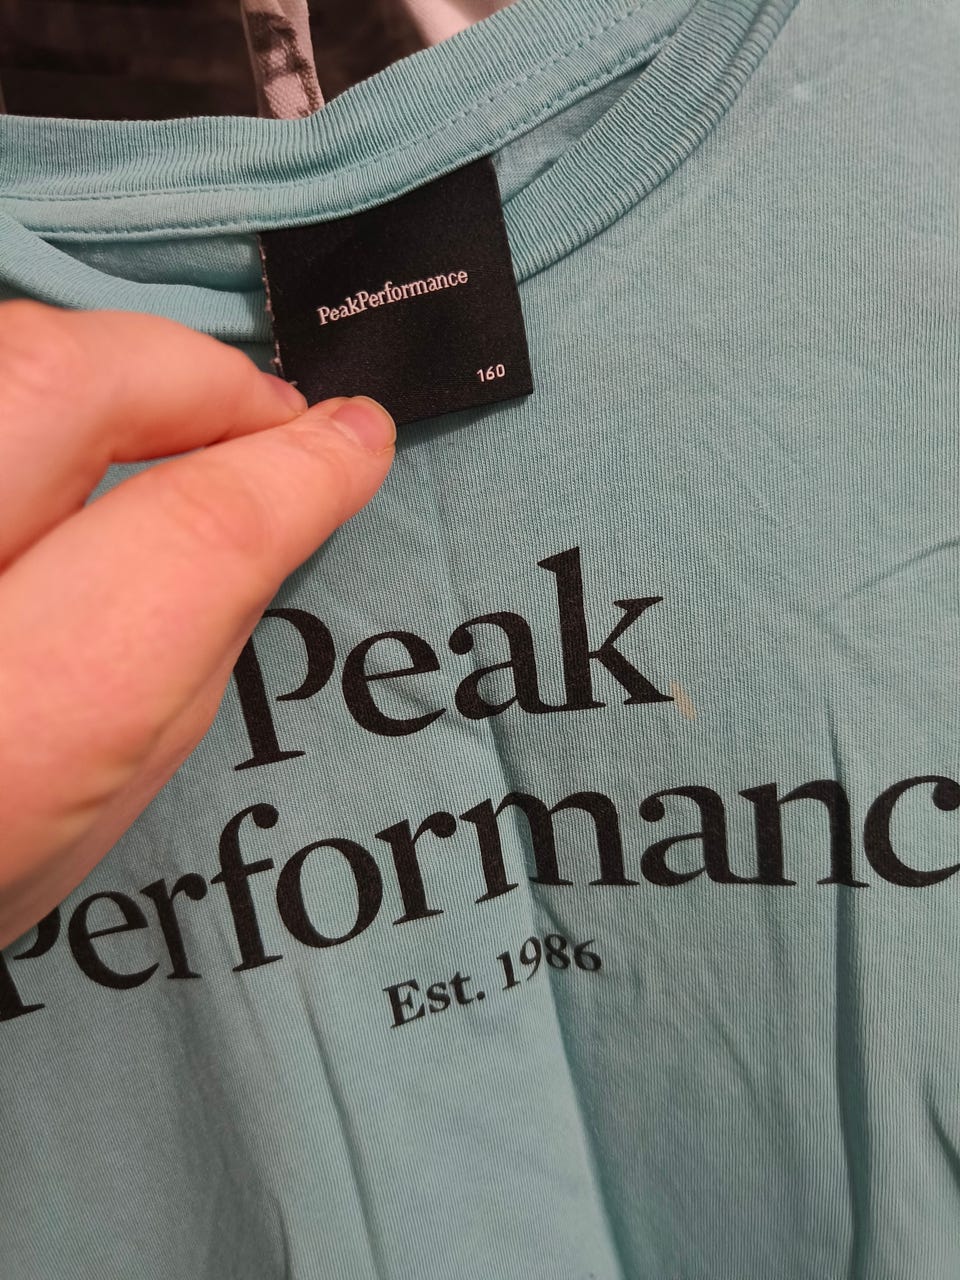 PeakPerformance
160
Peak
Performanc
Est. 1986